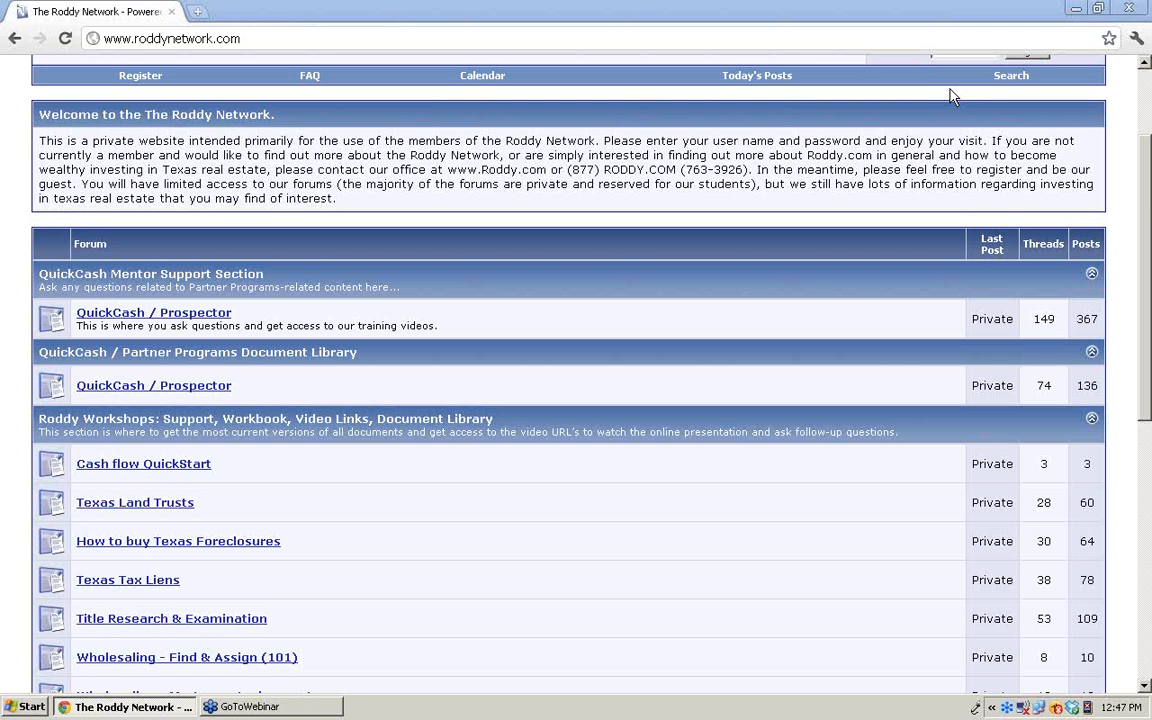 The Roddy Network - Powere
www.roddynetwork.com
Register FAQ Calendar Today's Posts Search
Welcome to the The Roddy Network.
This is a private website intended primarily for the use of the members of the Roddy Network. Please enter your user name and password and enjoy your visit. If you are not
currently a member and would like to find out more about the Roddy Network, or are simply interested in finding out more about Roddy.com in general and how to become
wealthy investing in Texas real estate, please contact our office at www.Roddy.com or (877) RODDY.COM (763-3926). In the meantime, please feel free to register and be our
guest. You will have limited access to our forums (the majority of the forums are private and reserved for our students), but we still have lots of information regarding investing
in texas real estate that you may find of interest.
Forum Last Post Threads Posts
QuickCash Mentor Support Section
Ask any questions related to Partner Programs-related content here...
QuickCash / Prospector Private 149 367
This is where you ask questions and get access to our training videos.
QuickCash / Partner Programs Document Library
QuickCash / Prospector Private 74 136
Roddy Workshops: Support, Workbook, Video Links, Document Library
This section is where to get the most current versions of all documents and get access to the video URL's to watch the online presentation and ask follow-up questions.
Cash flow QuickStart Private 3 3
Texas Land Trusts Private 28 60
How to buy Texas Foreclosures Private 30 64
Texas Tax Liens Private 38 78
Title Research & Examination Private 53 109
Wholesaling - Find & Assign (101) Private 8 10
Start The Roddy Network - ... GoToWebinar 12:47 PM